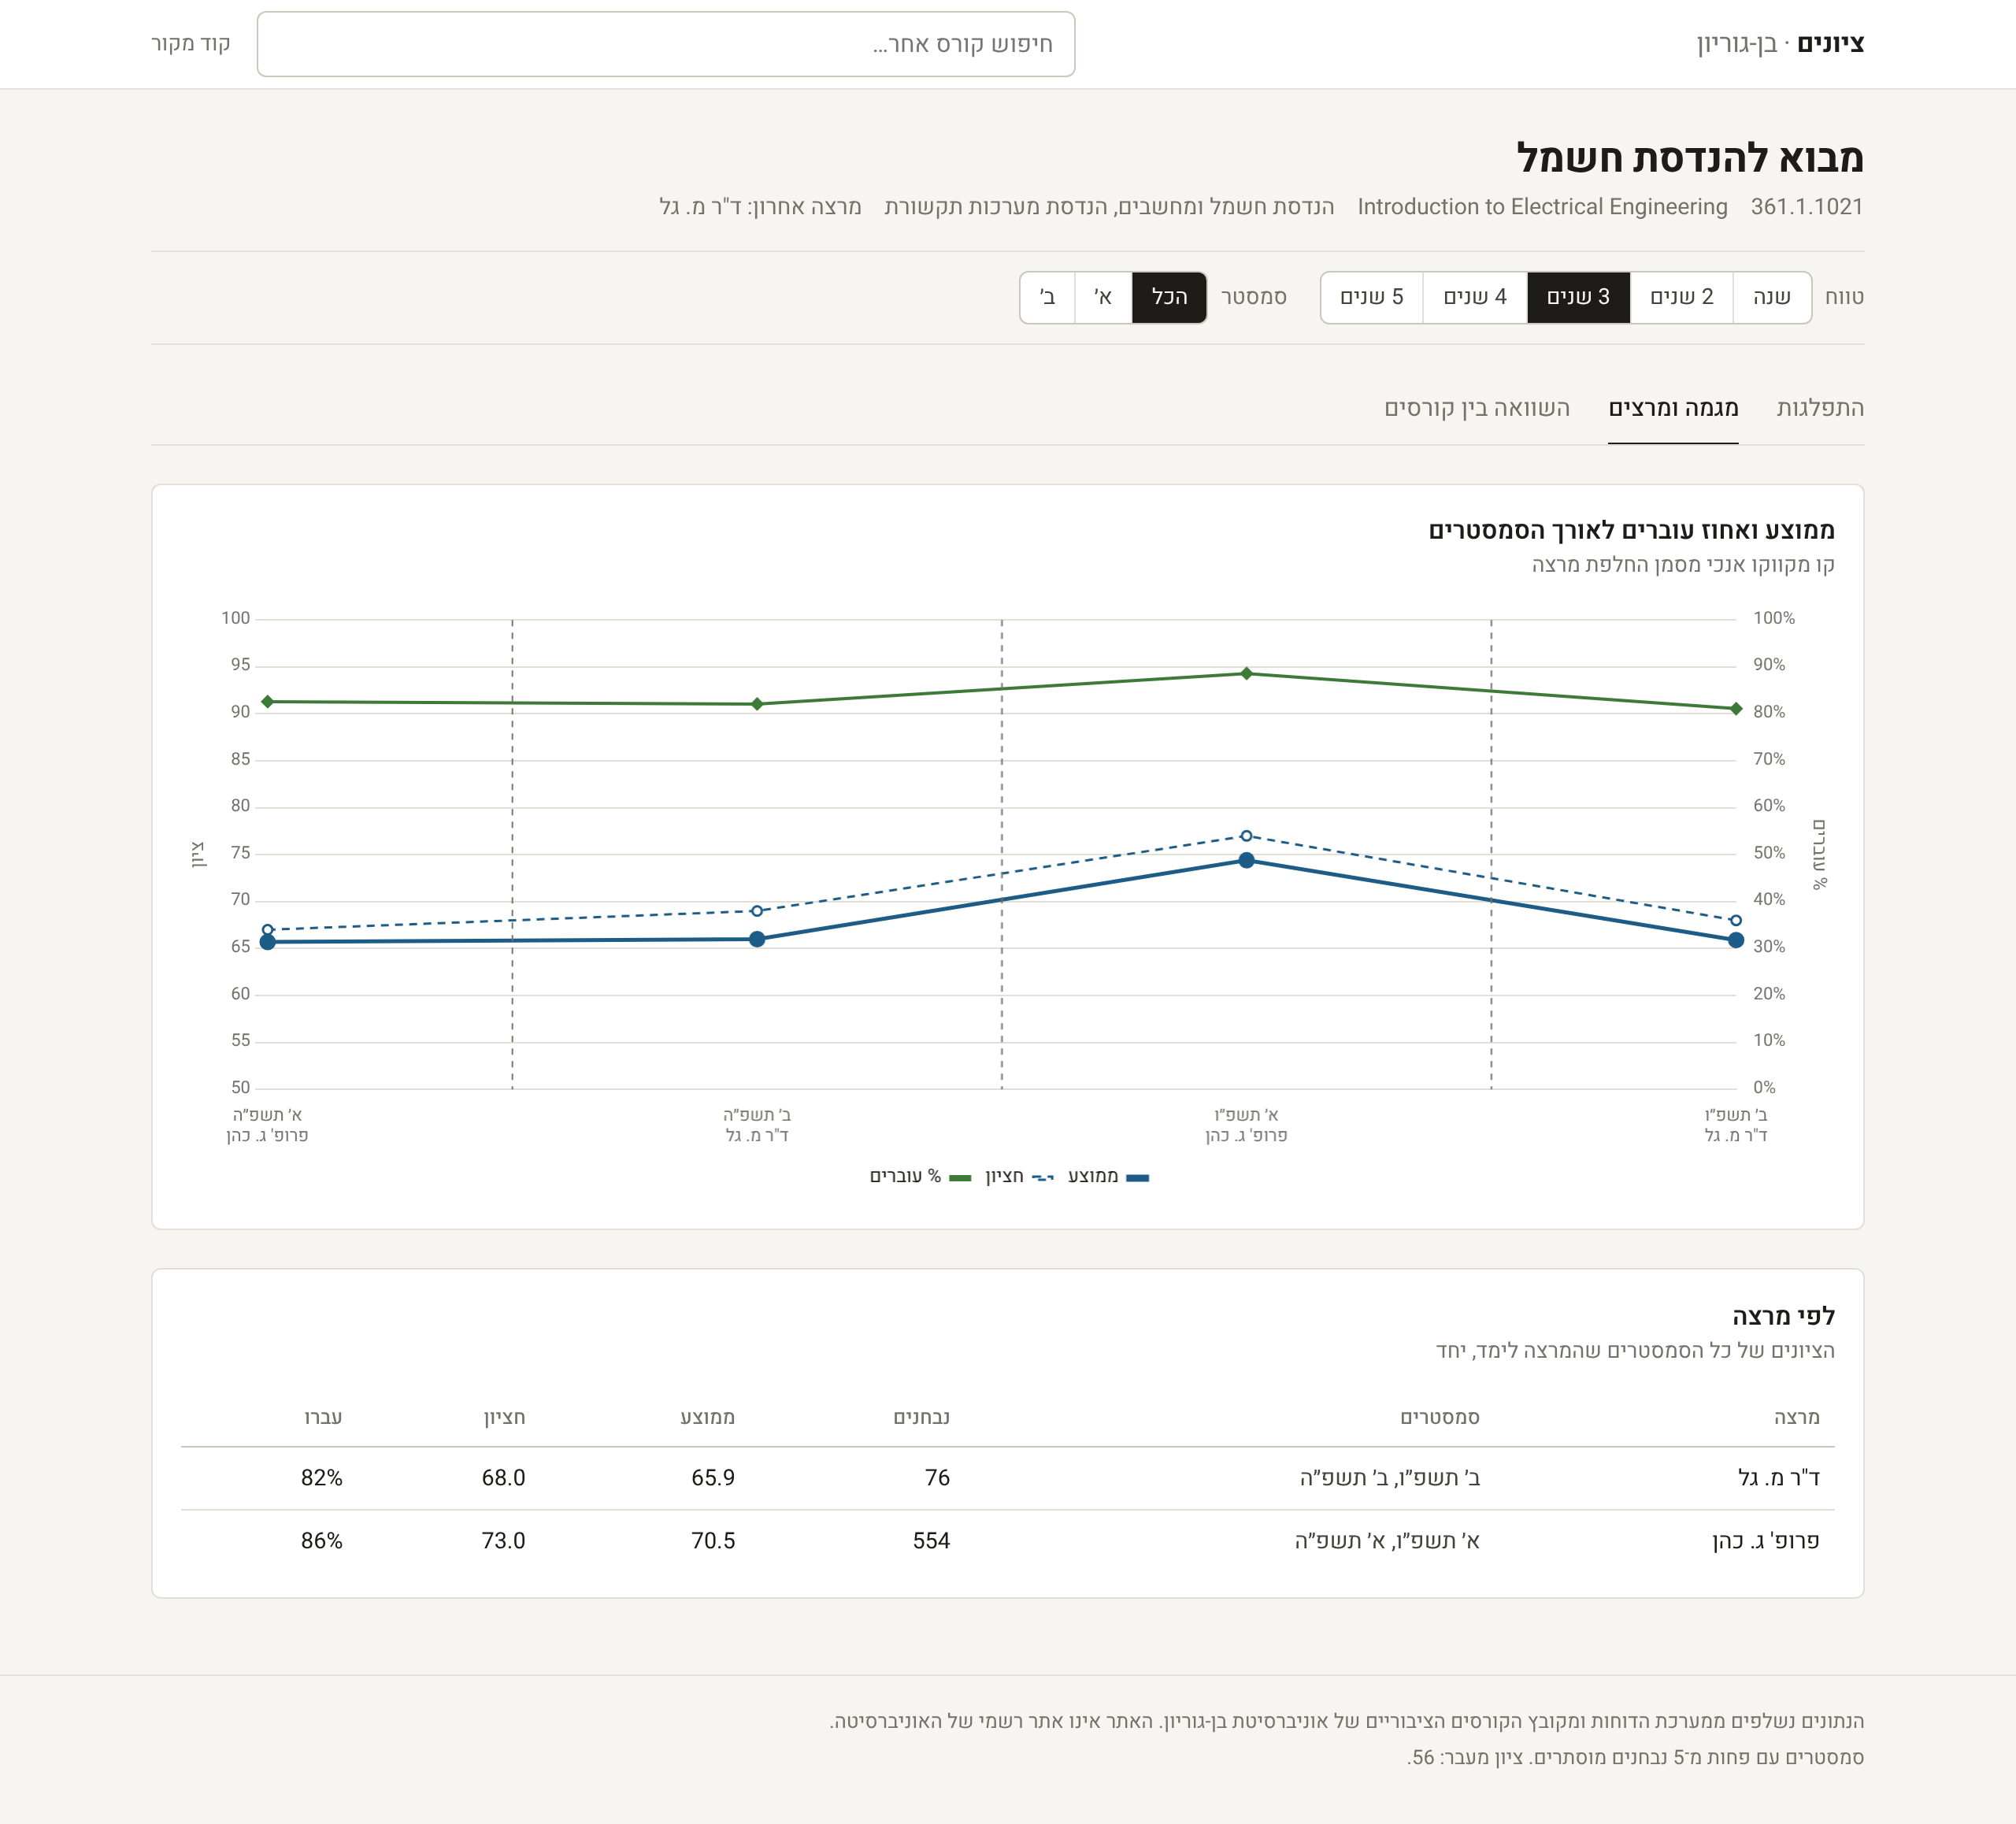 ציונים · בן-גוריון
חיפוש קורס אחר...
קוד מקור
מבוא להנדסת חשמל
361.1.1021 Introduction to Electrical Engineering הנדסת חשמל ומחשבים, הנדסת מערכות תקשורת מרצה אחרון: ד"ר מ. גל
טווח שנה 2 שנים 3 שנים 4 שנים 5 שנים סמסטר הכל א׳ ב׳
התפלגות מגמה ומרצים השוואה בין קורסים
ממוצע ואחוז עוברים לאורך הסמסטרים
קו מקווקו אנכי מסמן החלפת מרצה
100 100%
95 90%
90 80%
85 70%
80 60%
75 50%
70 40%
65 30%
60 20%
55 10%
50 0%
ציון
% עוברים
א׳ תשפ״ה ב׳ תשפ״ה א׳ תשפ״ו ב׳ תשפ״ו
פרופ' ג. כהן ד"ר מ. גל פרופ' ג. כהן ד"ר מ. גל
ממוצע חציון % עוברים
לפי מרצה
הציונים של כל הסמסטרים שהמרצה לימד, יחד
מרצה סמסטרים נבחנים ממוצע חציון עברו
ד"ר מ. גל ב׳ תשפ״ו, ב׳ תשפ״ה 76 65.9 68.0 82%
פרופ' ג. כהן א׳ תשפ״ו, א׳ תשפ״ה 554 70.5 73.0 86%
הנתונים נשלפים ממערכת הדוחות ומקובץ הקורסים הציבוריים של אוניברסיטת בן-גוריון. האתר אינו אתר רשמי של האוניברסיטה.
סמסטרים עם פחות מ־5 נבחנים מוסתרים. ציון מעבר: 56.